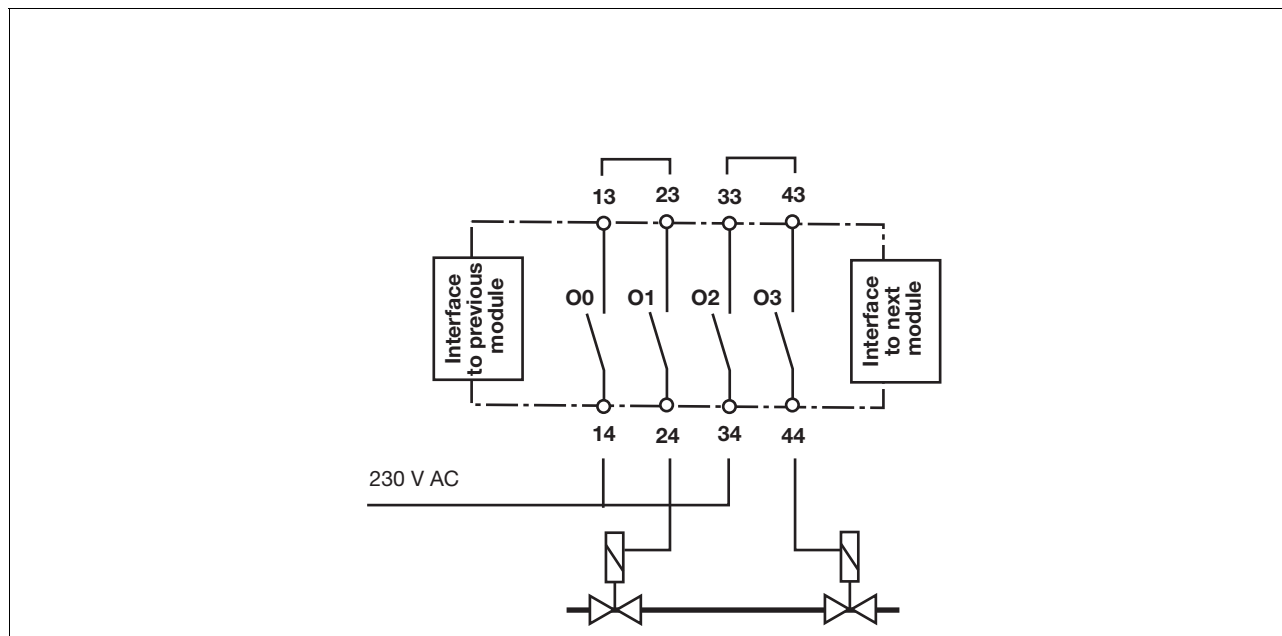 13 23 33 43
Interface
to previous
module
O0 O1 O2 O3
Interface
to next
module
14 24 34 44
230 V AC